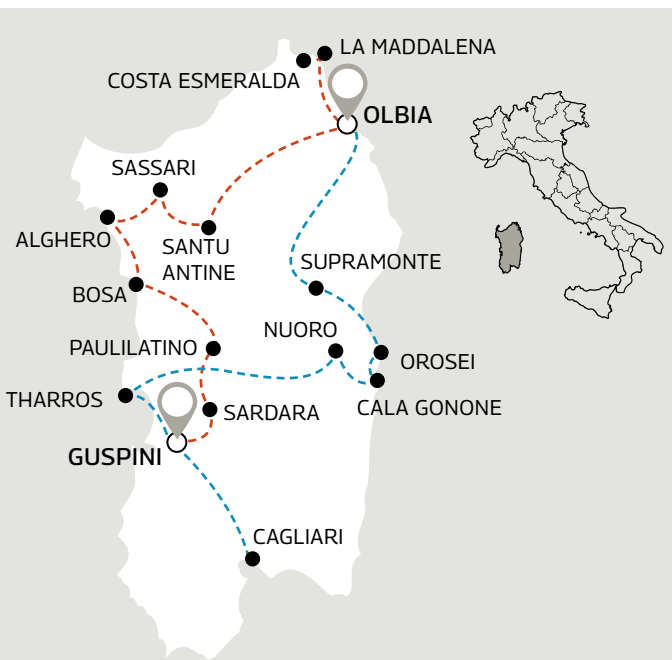 LA MADDALENA
COSTA ESMERALDA
OLBIA
SASSARI
ALGHERO
SANTU
ANTINE
SUPRAMONTE
BOSA
NUORO
PAULILATINO
OROSEI
THARROS
SARDARA
CALA GONONE
GUSPINI
CAGLIARI